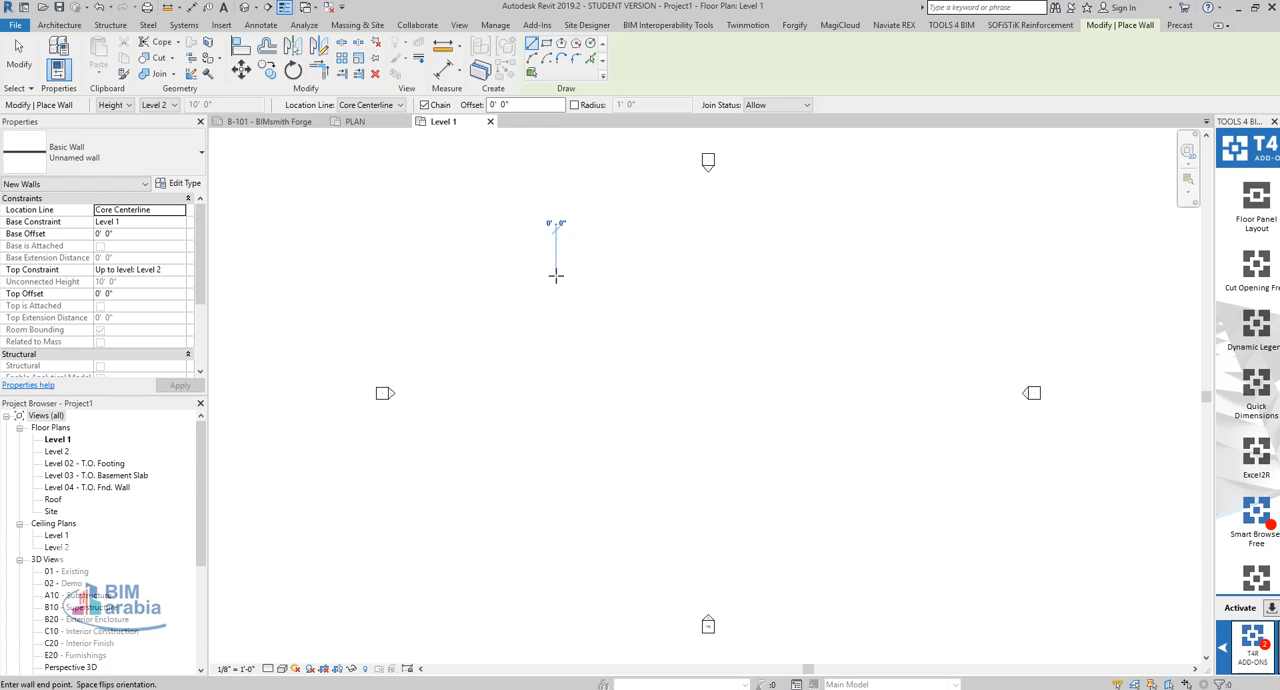 Autodesk Revit 2019.2 - STUDENT VERSION - Project1 - Floor Plan: Level 1
Type a keyword or phrase
Sign In
File Architecture Structure Steel Systems Insert Annotate Analyze Massing & Site Collaborate View Manage Add-Ins Site Designer BIM Interoperability Tools Twinmotion Forgify MagiCloud Naviate REX TOOLS 4 BIM SOFiSTiK Reinforcement Modify | Place Wall Precast
Cope
Cut
Join
Modify
Paste
Select Properties Clipboard Geometry Modify View Measure Create Draw
Modify | Place Wall Height Level 2 10' 0" Location Line: Core Centerline Chain Offset: 0' 0" Radius: 1' 0" Join Status: Allow
Properties
B-101 - BIMsmith Forge PLAN Level 1
TOOLS 4 BI...
Basic Wall
Unnamed wall
T4
ADD-O
New Walls Edit Type
Constraints
Location Line Core Centerline
Base Constraint Level 1
Base Offset 0' 0"
Base is Attached
Base Extension Distance 0' 0"
Top Constraint Up to level: Level 2
Unconnected Height 10' 0"
Top Offset 0' 0"
Top is Attached
Top Extension Distance 0' 0"
Room Bounding
Related to Mass
Structural
Structural
Properties help Apply
0' - 0"
Floor Panel
Layout
Cut Opening Fre
Dynamic Legen
Quick
Dimensions
Excel2R
Smart Browse
Free
Activate
2
T4R
ADD-ONS
Project Browser - Project1
Views (all)
Floor Plans
Level 1
Level 2
Level 02 - T.O. Footing
Level 03 - T.O. Basement Slab
Level 04 - T.O. Fnd. Wall
Roof
Site
Ceiling Plans
Level 1
Level 2
3D Views
01 - Existing
02 - Demo
A10 - Substructure
B10 - Superstructure
B20 - Exterior Enclosure
C10 - Interior Construction
C20 - Interior Finish
E20 - Furnishings
Perspective 3D
BIM
arabia
1/8" = 1'-0"
Enter wall end point. Space flips orientation.
:0 Main Model :0